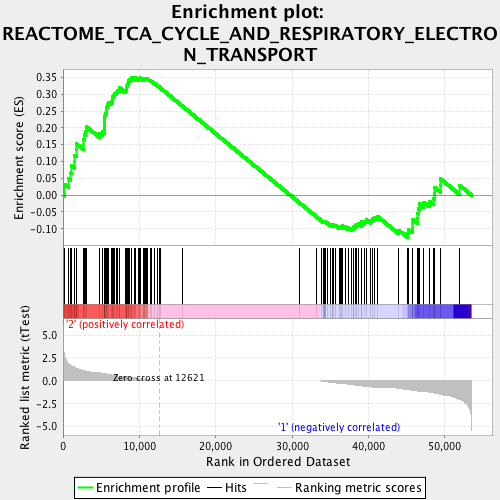 Enrichment plot:
REACTOME_TCA_CYCLE_AND_RESPIRATORY_ELECTRO
N_TRANSPORT
Enrichment score (ES)
0.35
0.30
0.25
0.20
0.15
0.10
0.05
0.00
-0.05
-0.10
'2' (positively correlated)
Ranked list metric (tTest)
5.0
2.5
0.0
-2.5
-5.0
Zero cross at 12621
'1' (negatively correlated)
0
10,000
20,000
30,000
40,000
50,000
Rank in Ordered Dataset
Enrichment profile
Hits
Ranking metric scores